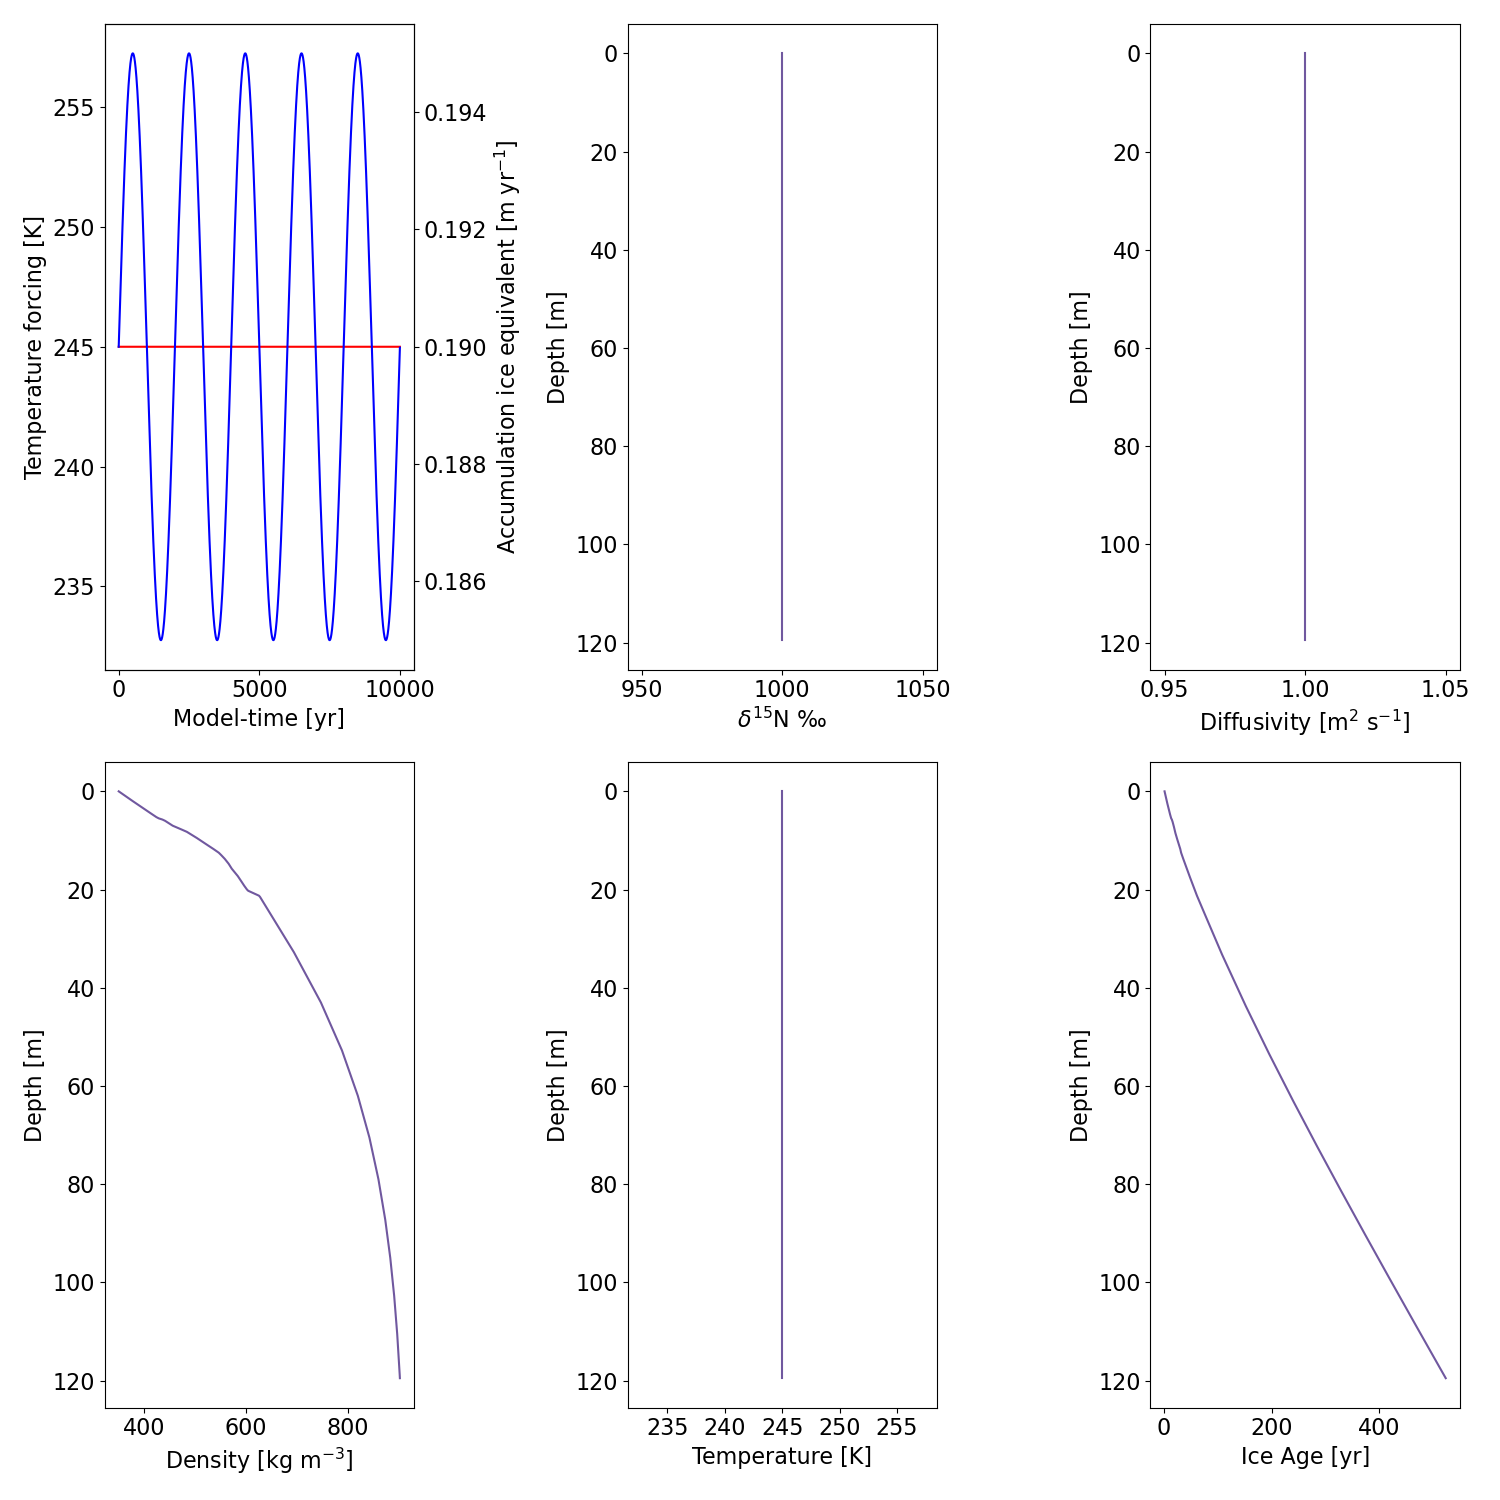 255
250
245
240
235
Temperature forcing [K]
0.194
0.192
0.190
0.188
0.186
Accumulation ice equivalent [m yr⁻¹]
0 5000 10000
Model-time [yr]
0
20
40
60
80
100
120
Depth [m]
950 1000 1050
δ¹⁵N ‰
0
20
40
60
80
100
120
Depth [m]
0.95 1.00 1.05
Diffusivity [m² s⁻¹]
0
20
40
60
80
100
120
Depth [m]
400 600 800
Density [kg m⁻³]
0
20
40
60
80
100
120
Depth [m]
235 240 245 250 255
Temperature [K]
0
20
40
60
80
100
120
Depth [m]
0 200 400
Ice Age [yr]